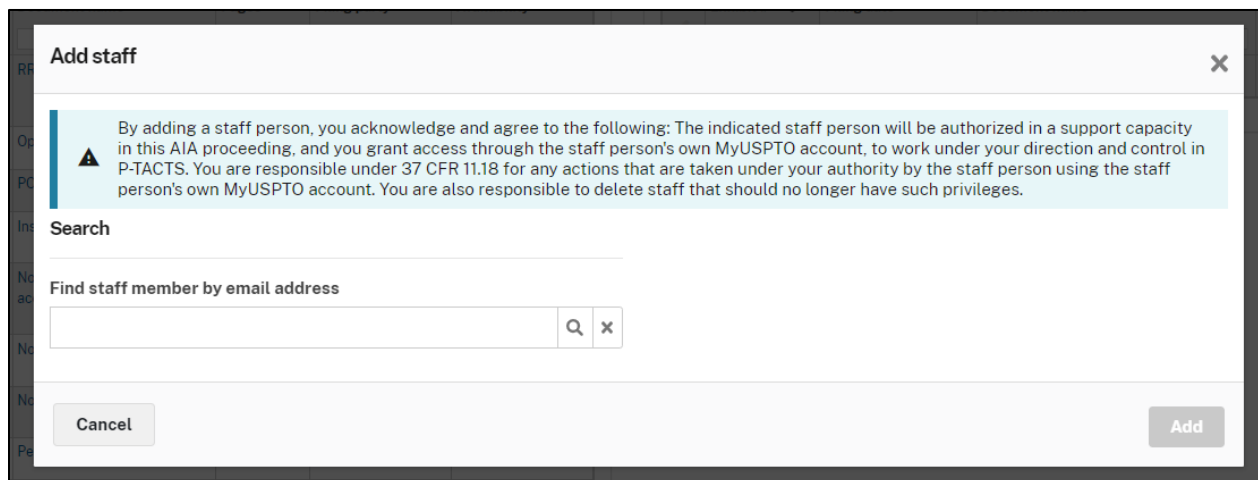 Add staff
By adding a staff person, you acknowledge and agree to the following: The indicated staff person will be authorized in a support capacity
in this AIA proceeding, and you grant access through the staff person's own MyUSPTO account, to work under your direction and control in
P-TACTS. You are responsible under 37 CFR 11.18 for any actions that are taken under your authority by the staff person using the staff
person's own MyUSPTO account. You are also responsible to delete staff that should no longer have such privileges.
Search
Find staff member by email address
Cancel
Add